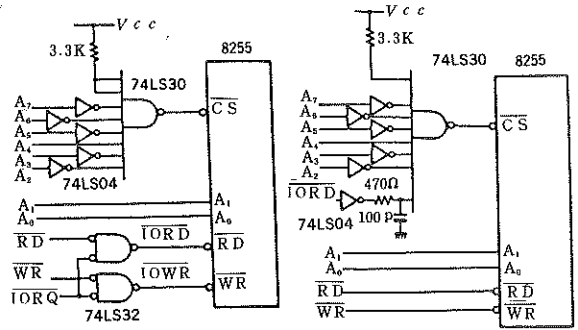 Vcc
3.3K
74LS30
8255
A7
A6
A5
A4
A3
A2
74LS04
CS
A1
A0
A1
A0
RD
IORD
RD
WR
IOWR
WR
IORQ
74LS32
Vcc
3.3K
74LS30
8255
A7
A6
A5
A4
A3
A2
CS
IORD
470Ω
74LS04
100p
A1
A0
A1
A0
RD
RD
WR
WR